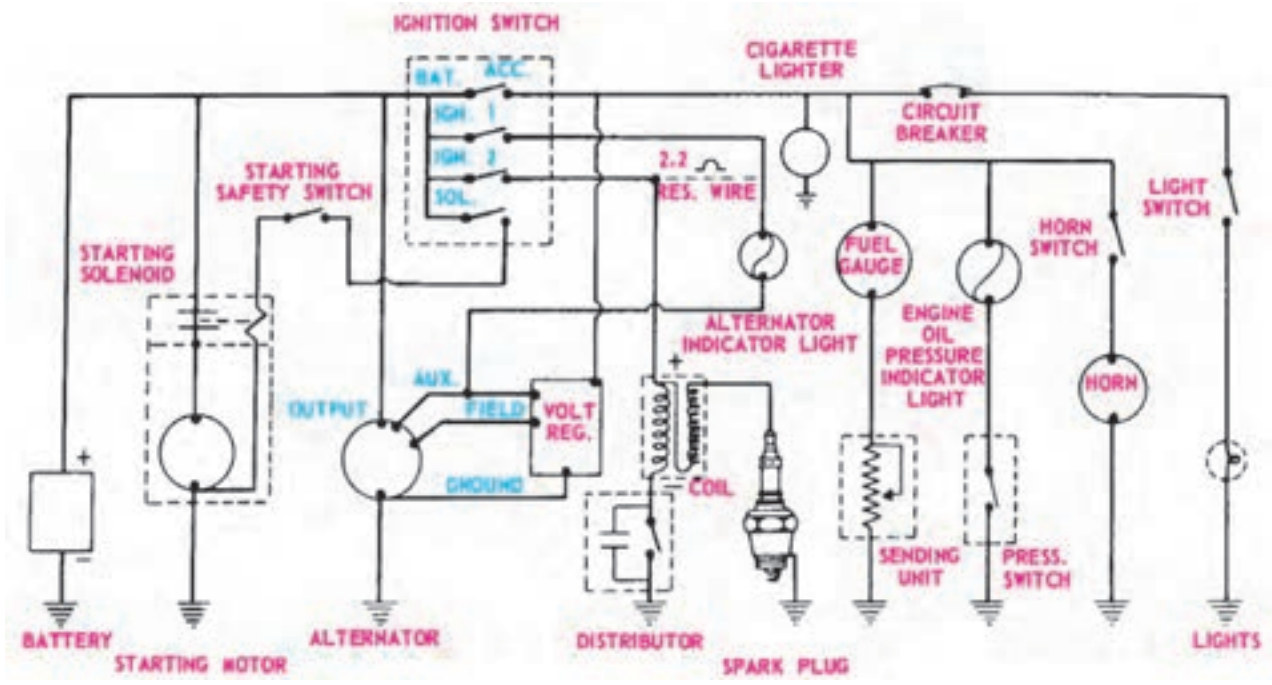 IGNITION SWITCH
CIGARETTE
LIGHTER
BAT.
ACC.
CIRCUIT
BREAKER
IGN. 1
IGN. 2
SOL.
STARTING
SAFETY SWITCH
2.2
RES. WIRE
LIGHT
SWITCH
HORN
SWITCH
STARTING
SOLENOID
FUEL
GAUGE
ALTERNATOR
INDICATOR LIGHT
ENGINE
OIL
PRESSURE
INDICATOR
LIGHT
+
AUX.
OUTPUT
FIELD
VOLT
REG.
HORN
+
GROUND
- COIL
-
SENDING
UNIT
PRESS.
SWITCH
BATTERY
STARTING MOTOR
ALTERNATOR
DISTRIBUTOR
SPARK PLUG
LIGHTS